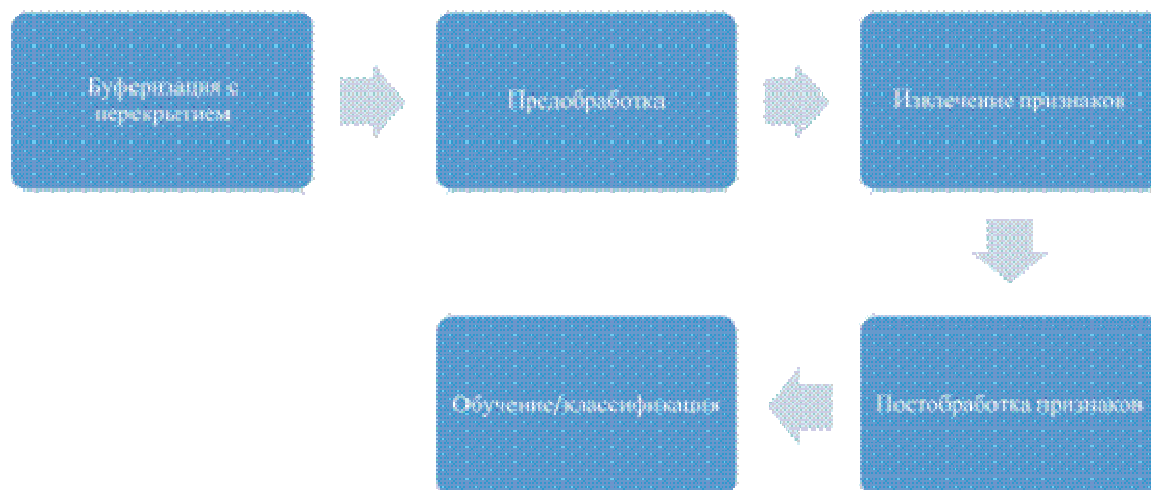 Буферизация с
перекрытием
Предобработка
Извлечение признаков
Постобработка признаков
Обучение/классификация